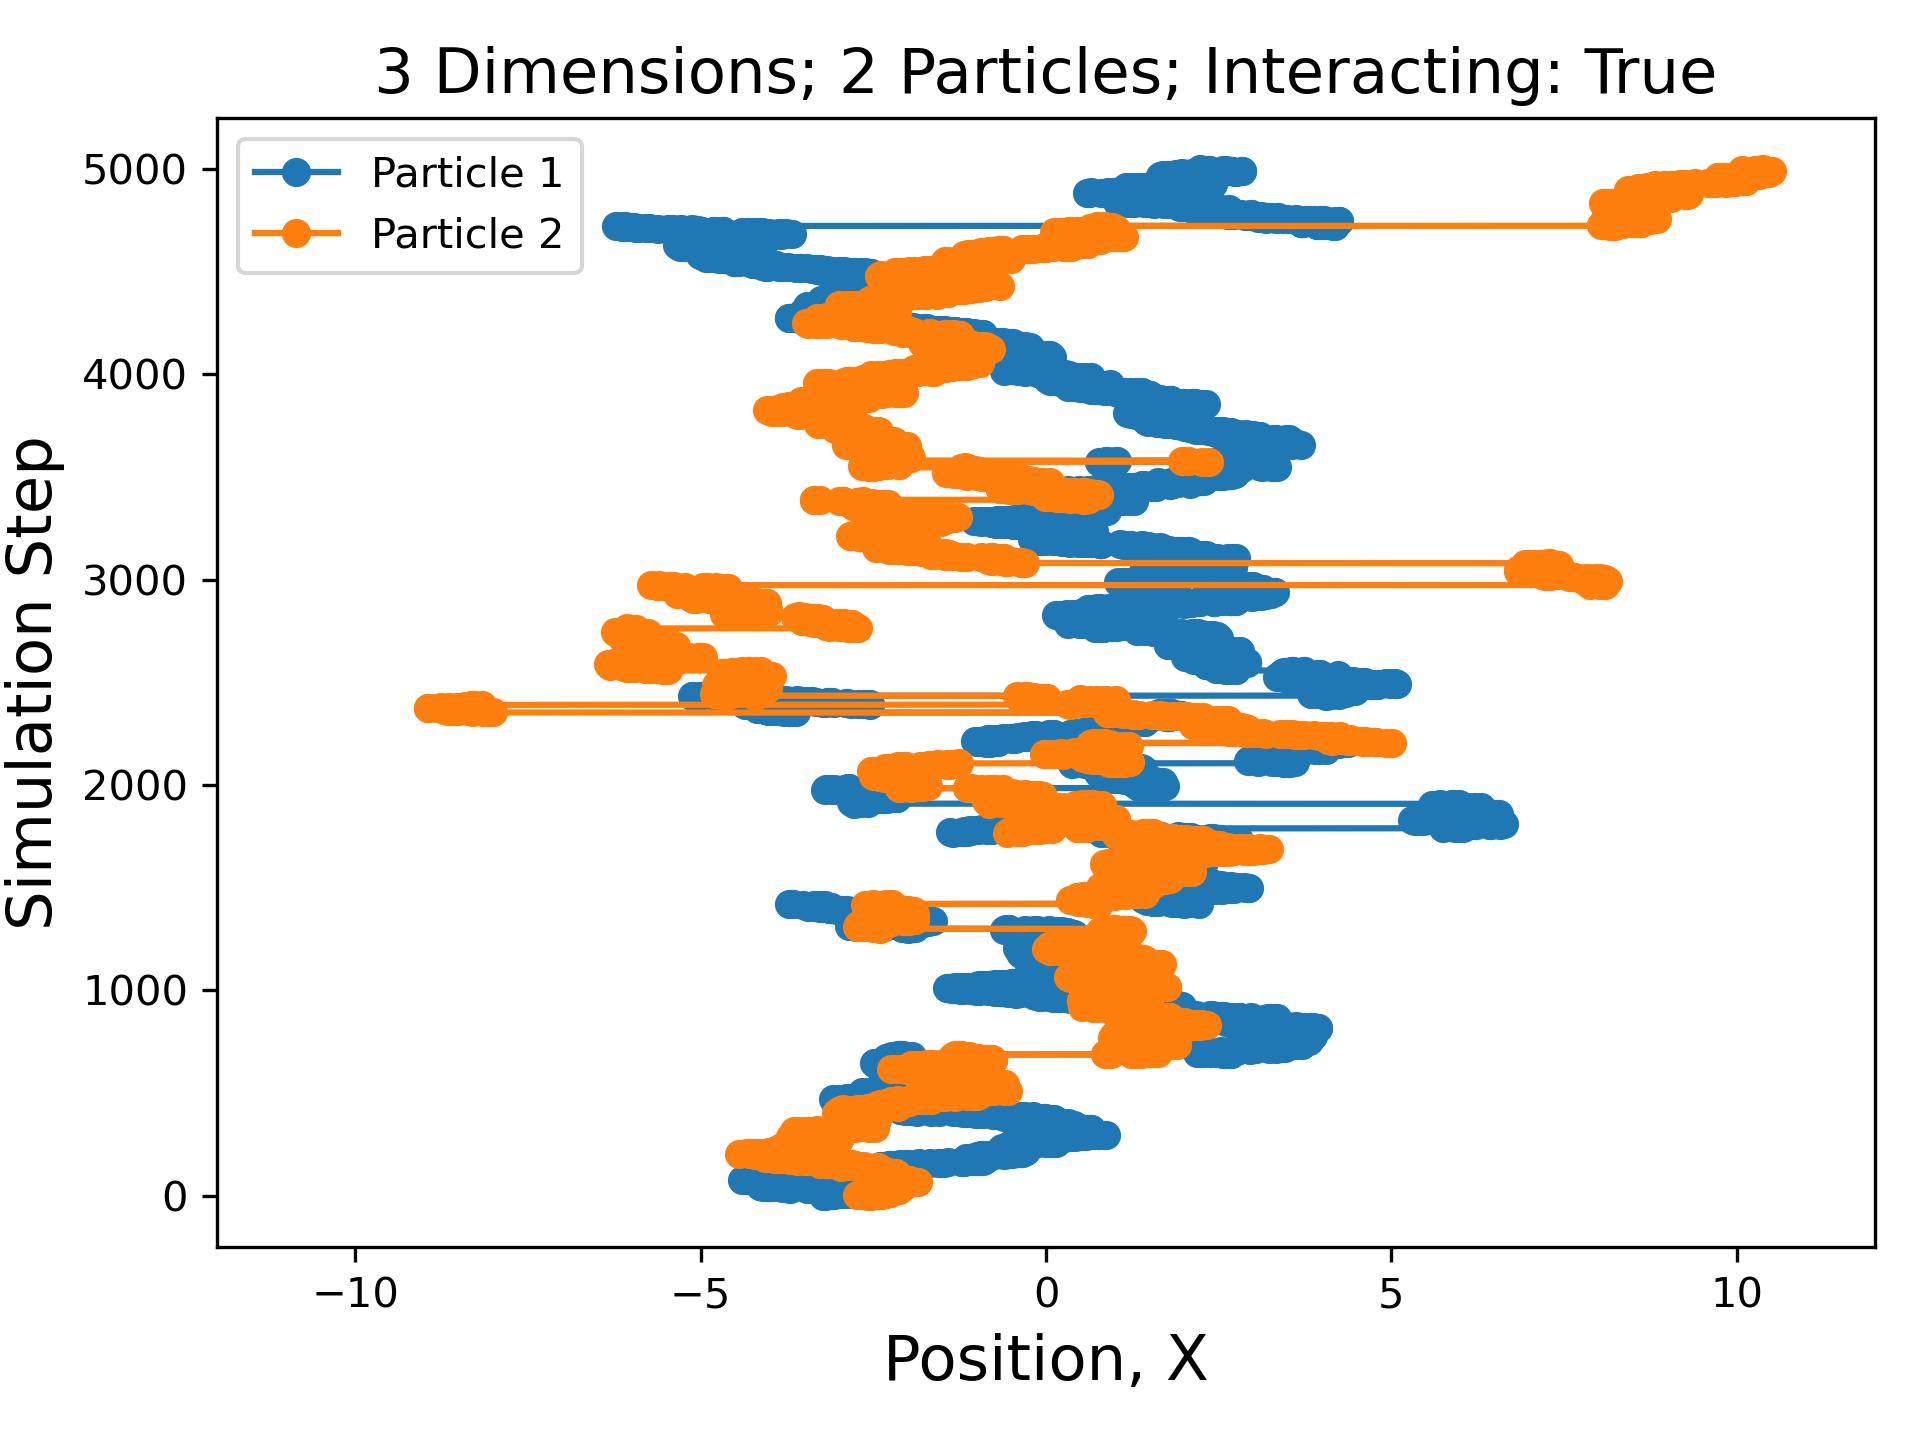 3 Dimensions; 2 Particles; Interacting: True
Particle 1
Particle 2
Simulation Step
5000
4000
3000
2000
1000
0
−10
−5
0
5
10
Position, X